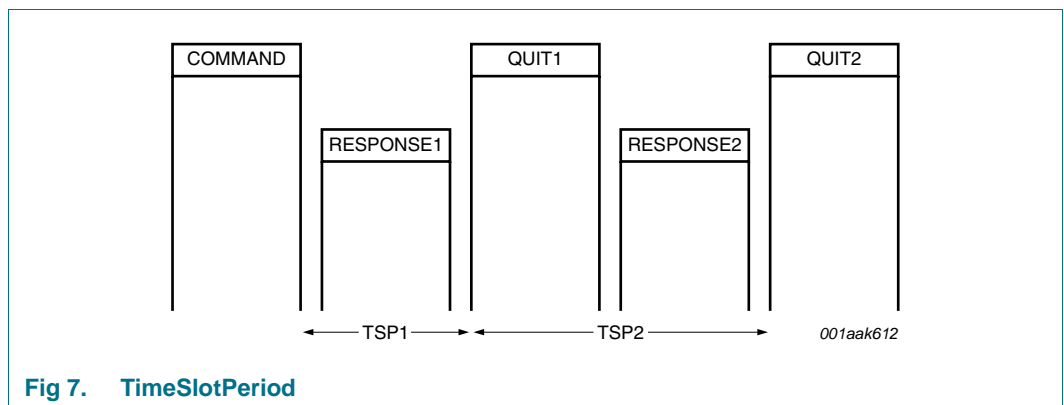 COMMAND
QUIT1
QUIT2
RESPONSE1
RESPONSE2
TSP1
TSP2
001aak612
Fig 7. TimeSlotPeriod